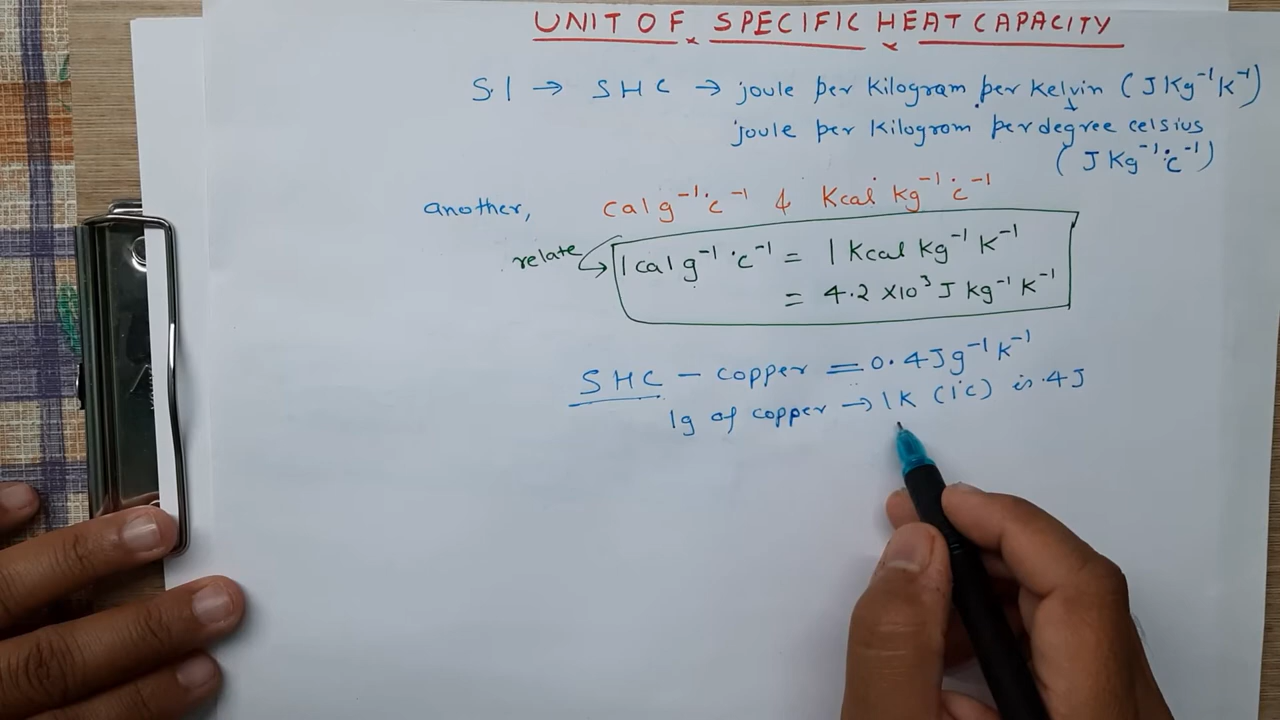 UNIT OF SPECIFIC HEAT CAPACITY
S.I → SHC → joule per kilogram per kelvin (J Kg⁻¹ K⁻¹)
joule per kilogram per degree celsius
(J Kg⁻¹ °c⁻¹)
another, cal g⁻¹ °c⁻¹ & Kcal kg⁻¹ °c⁻¹
relate 1 cal g⁻¹ °c⁻¹ = 1 Kcal kg⁻¹ K⁻¹
= 4.2 × 10³ J kg⁻¹ K⁻¹
SHC – copper = 0.4 J g⁻¹ K⁻¹
1g of copper → 1 K (1°c) is .4 J